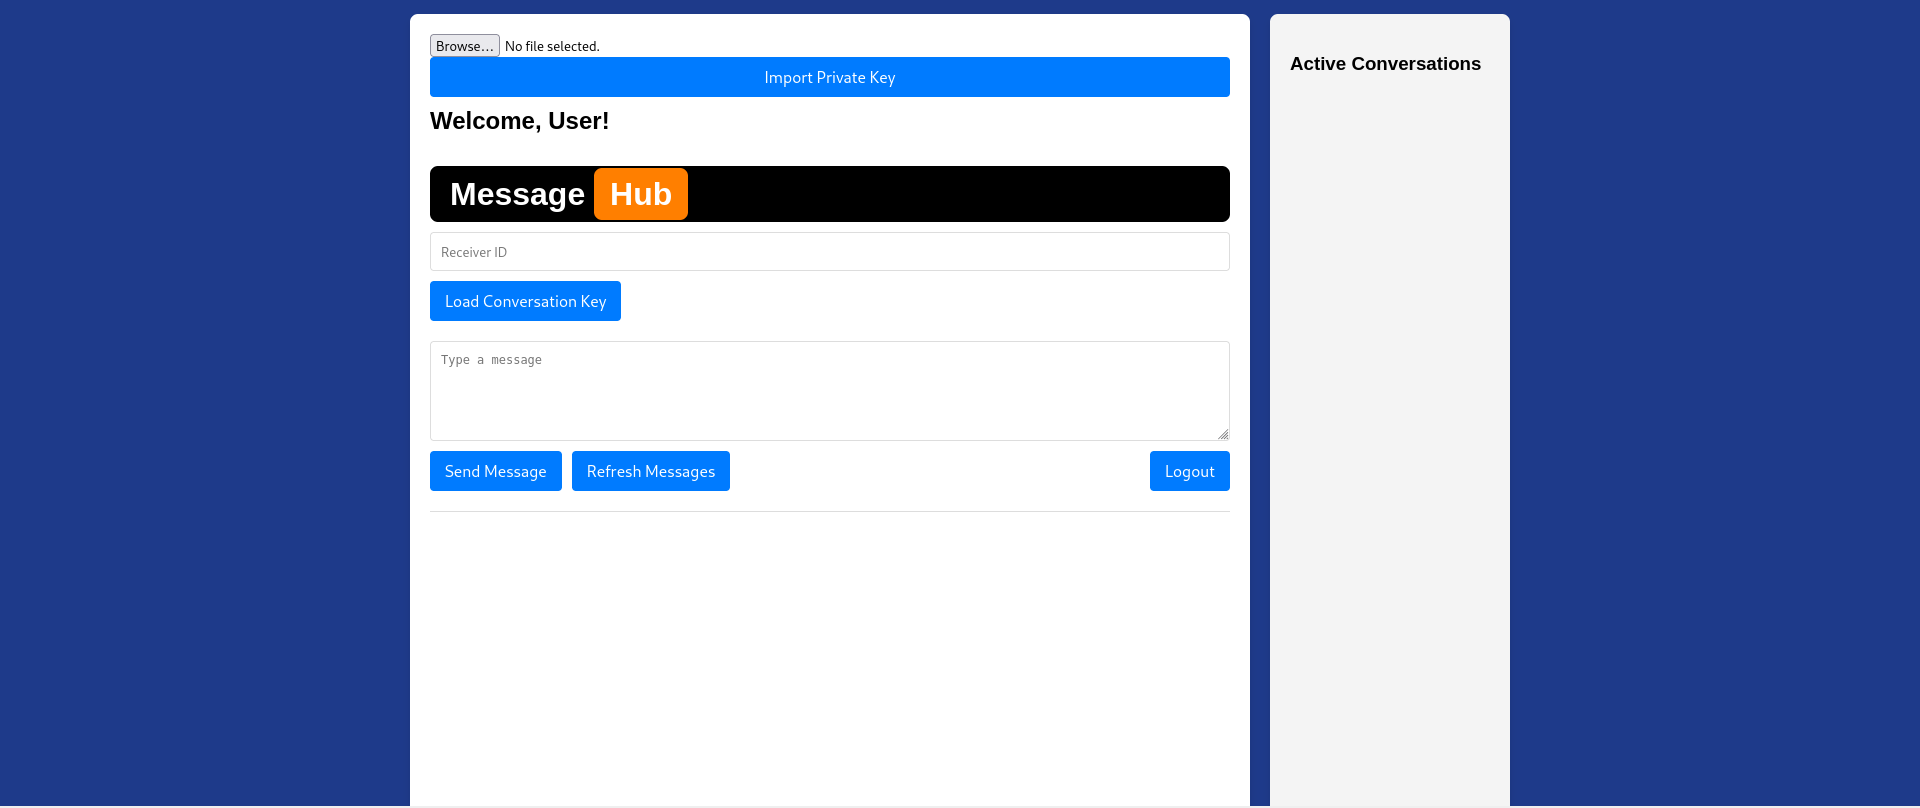 Browse... No file selected.
Import Private Key
Welcome, User!
Message Hub
Receiver ID
Load Conversation Key
Type a message
Send Message Refresh Messages Logout
Active Conversations